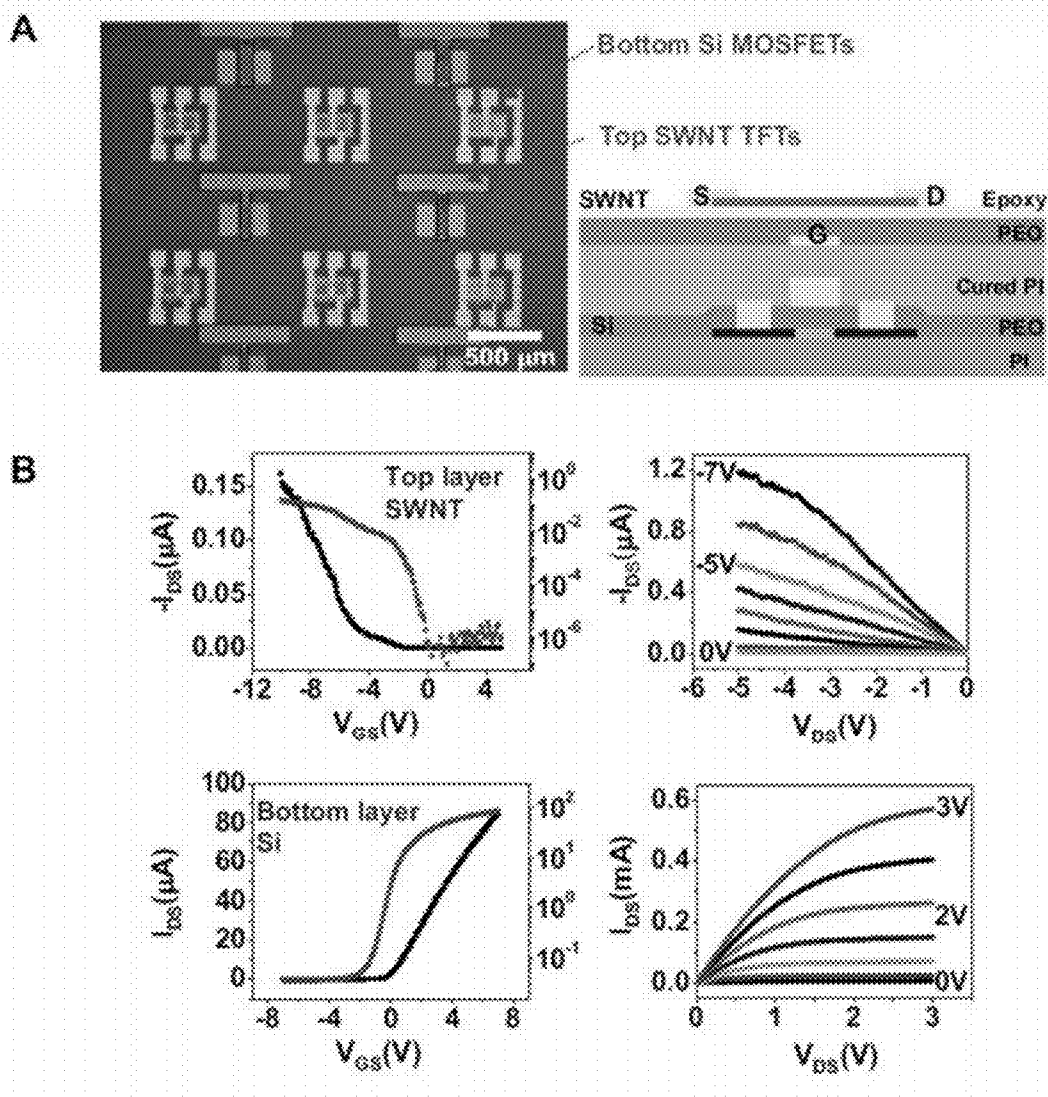 A
Bottom Si MOSFETs
Top SWNT TFTs
500 µm
SWNT S D Epoxy
G PEO
Cured PI
Si PEO
PI
B
Top layer
SWNT
-I_DS(µA)
0.15
0.10
0.05
0.00
10^0
10^-2
10^-4
10^-6
-12 -8 -4 0 4
V_GS(V)
-I_DS(µA)
1.2
0.8
0.4
0.0
-7V
-5V
0V
-6 -5 -4 -3 -2 -1 0
V_DS(V)
Bottom layer
Si
I_DS(µA)
100
80
60
40
20
0
10^2
10^1
10^0
10^-1
-8 -4 0 4 8
V_GS(V)
I_DS(mA)
0.6
0.4
0.2
0.0
3V
2V
0V
0 1 2 3
V_DS(V)